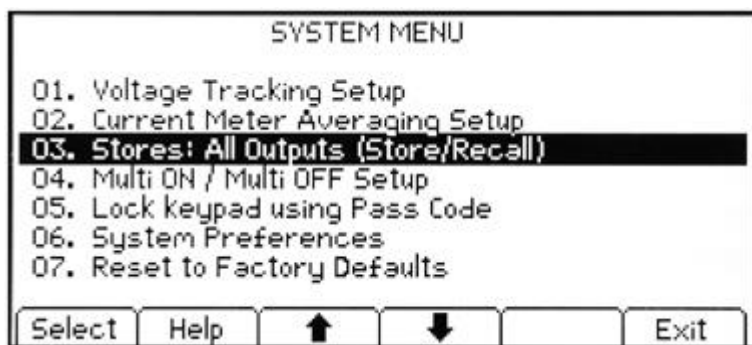 SYSTEM MENU
01. Voltage Tracking Setup
02. Current Meter Averaging Setup
03. Stores: All Outputs (Store/Recall)
04. Multi ON / Multi OFF Setup
05. Lock keypad using Pass Code
06. System Preferences
07. Reset to Factory Defaults
Select Help ⬆ ⬇ Exit